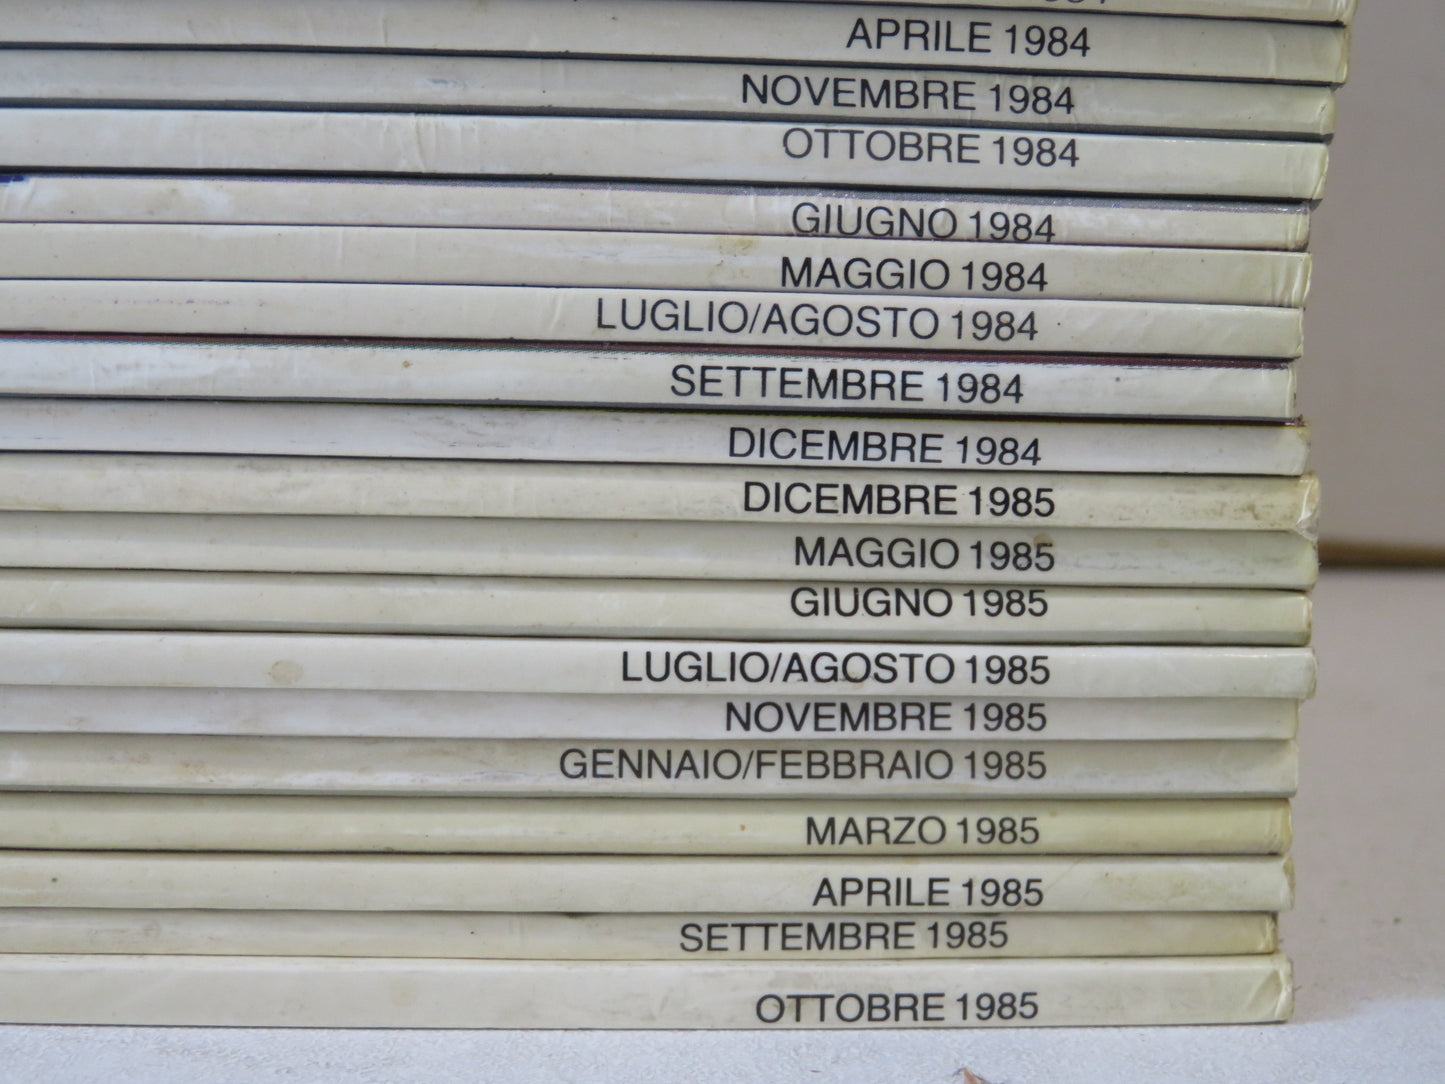 APRILE 1984
NOVEMBRE 1984
OTTOBRE 1984
GIUGNO 1984
MAGGIO 1984
LUGLIO/AGOSTO 1984
SETTEMBRE 1984
DICEMBRE 1984
DICEMBRE 1985
MAGGIO 1985
GIUGNO 1985
LUGLIO/AGOSTO 1985
NOVEMBRE 1985
GENNAIO/FEBBRAIO 1985
MARZO 1985
APRILE 1985
SETTEMBRE 1985
OTTOBRE 1985